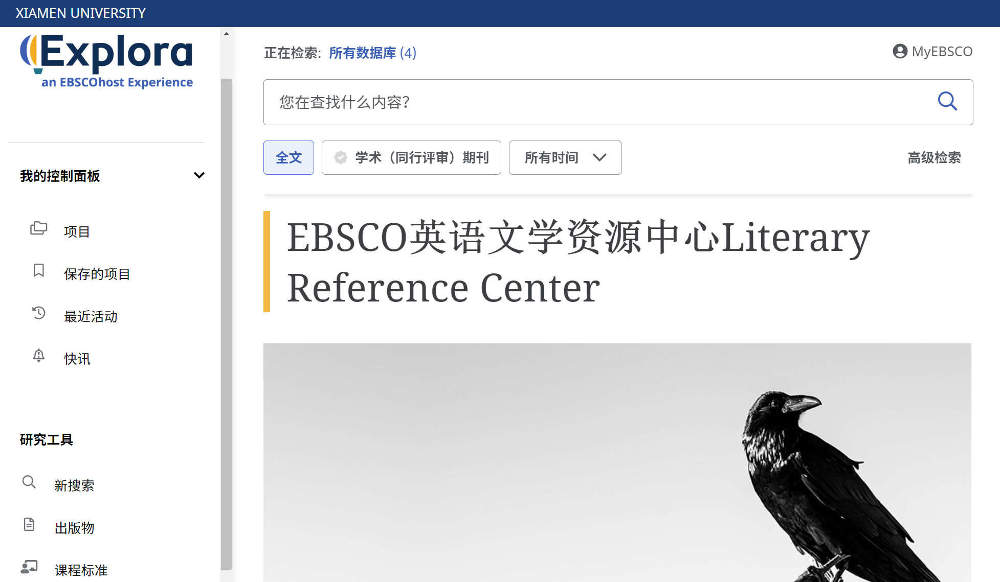 XIAMEN UNIVERSITY
Explora
an EBSCOhost Experience
我的控制面板
项目
保存的项目
最近活动
快讯
研究工具
新搜索
出版物
课程标准
正在检索: 所有数据库 (4)
MyEBSCO
您在查找什么内容？
全文
学术（同行评审）期刊
所有时间
高级检索
EBSCO英语文学资源中心Literary
Reference Center